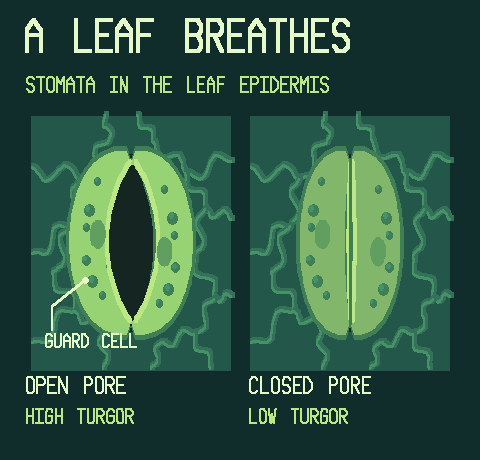 A LEAF BREATHES
STOMATA IN THE LEAF EPIDERMIS
GUARD CELL
OPEN PORE
HIGH TURGOR
CLOSED PORE
LOW TURGOR